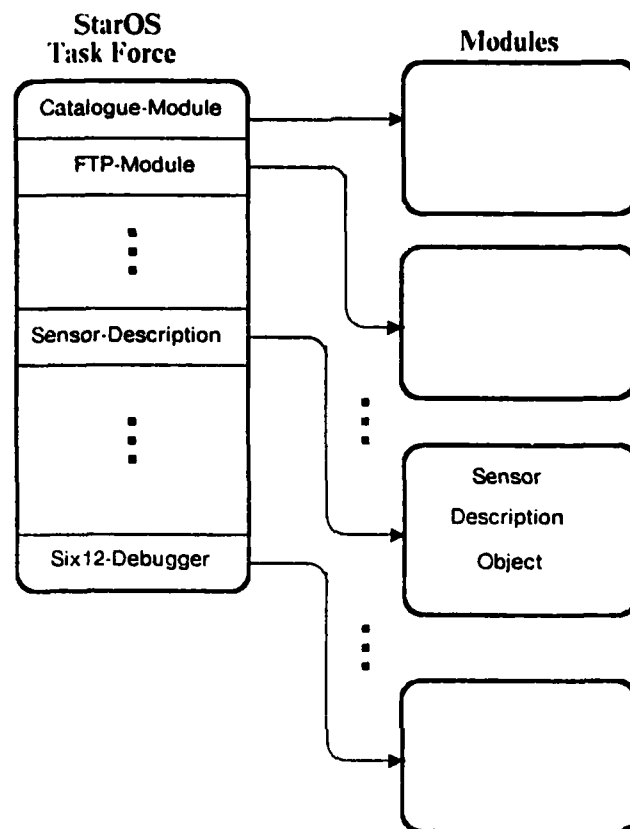 StarOS
Task Force
Modules
Catalogue-Module
FTP-Module
Sensor-Description
Six12-Debugger
Sensor
Description
Object